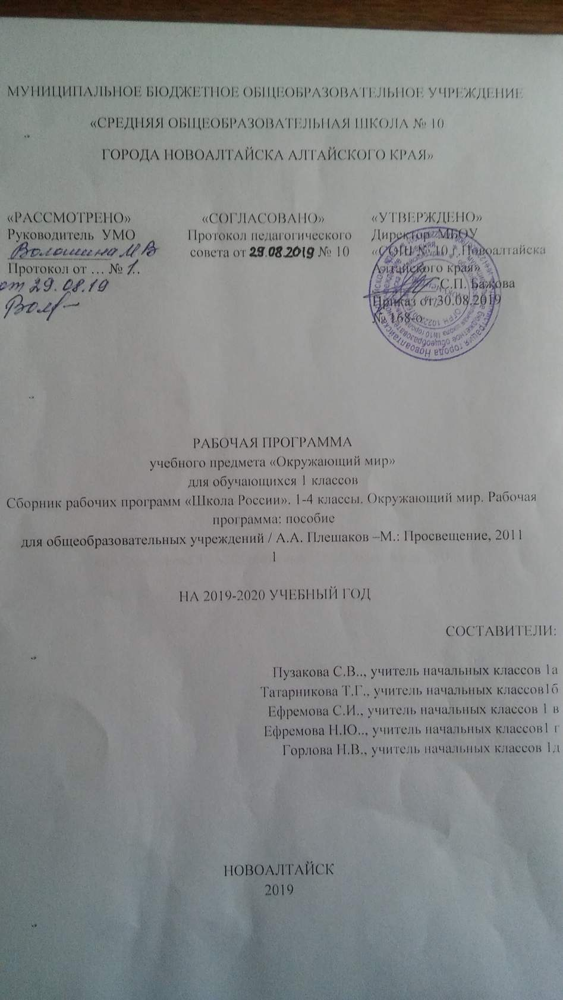 МУНИЦИПАЛЬНОЕ БЮДЖЕТНОЕ ОБЩЕОБРАЗОВАТЕЛЬНОЕ УЧРЕЖДЕНИЕ
«СРЕДНЯЯ ОБЩЕОБРАЗОВАТЕЛЬНАЯ ШКОЛА № 10
ГОРОДА НОВОАЛТАЙСКА АЛТАЙСКОГО КРАЯ»
«РАССМОТРЕНО»
Руководитель УМО
Волошина М В
Протокол от ... № 1..
от 29.08.19
«СОГЛАСОВАНО»
Протокол педагогического
совета от 29.08.2019 № 10
«УТВЕРЖДЕНО»
Директор МБОУ
«СОШ № 10 г.Новоалтайска
Алтайского края»
С.П. Бажова
Приказ от 30.08.2019
№ 168-о
РАБОЧАЯ ПРОГРАММА
учебного предмета «Окружающий мир»
для обучающихся 1 классов
Сборник рабочих программ «Школа России». 1-4 классы. Окружающий мир. Рабочая
программа: пособие
для общеобразовательных учреждений / А.А. Плешаков –М.: Просвещение, 2011
1
НА 2019-2020 УЧЕБНЫЙ ГОД
СОСТАВИТЕЛИ:
Пузакова С.В.., учитель начальных классов 1а
Татарникова Т.Г., учитель начальных классов1б
Ефремова С.И., учитель начальных классов 1 в
Ефремова Н.Ю.., учитель начальных классов1 г
Горлова Н.В., учитель начальных классов 1д
НОВОАЛТАЙСК
2019